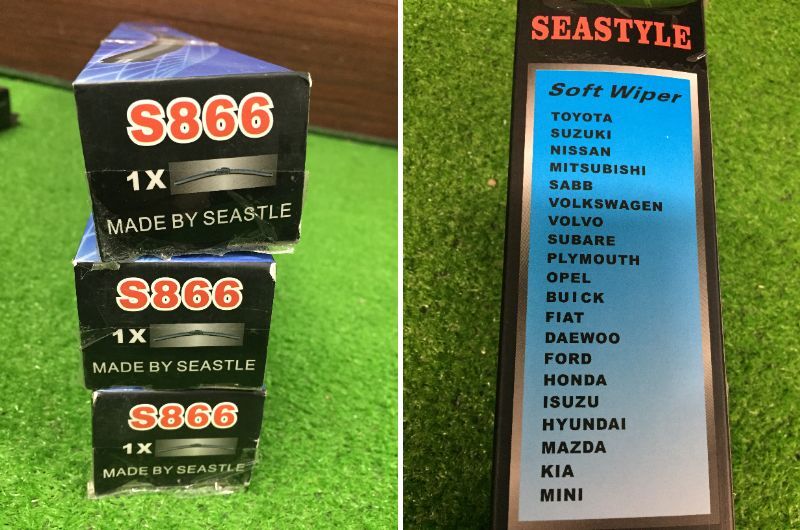 S866
1X
MADE BY SEASTLE
S866
1X
MADE BY SEASTLE
S866
1X
MADE BY SEASTLE
SEASTYLE
Soft Wiper
TOYOTA
SUZUKI
NISSAN
MITSUBISHI
SABB
VOLKSWAGEN
VOLVO
SUBARE
PLYMOUTH
OPEL
BUICK
FIAT
DAEWOO
FORD
HONDA
ISUZU
HYUNDAI
MAZDA
KIA
MINI